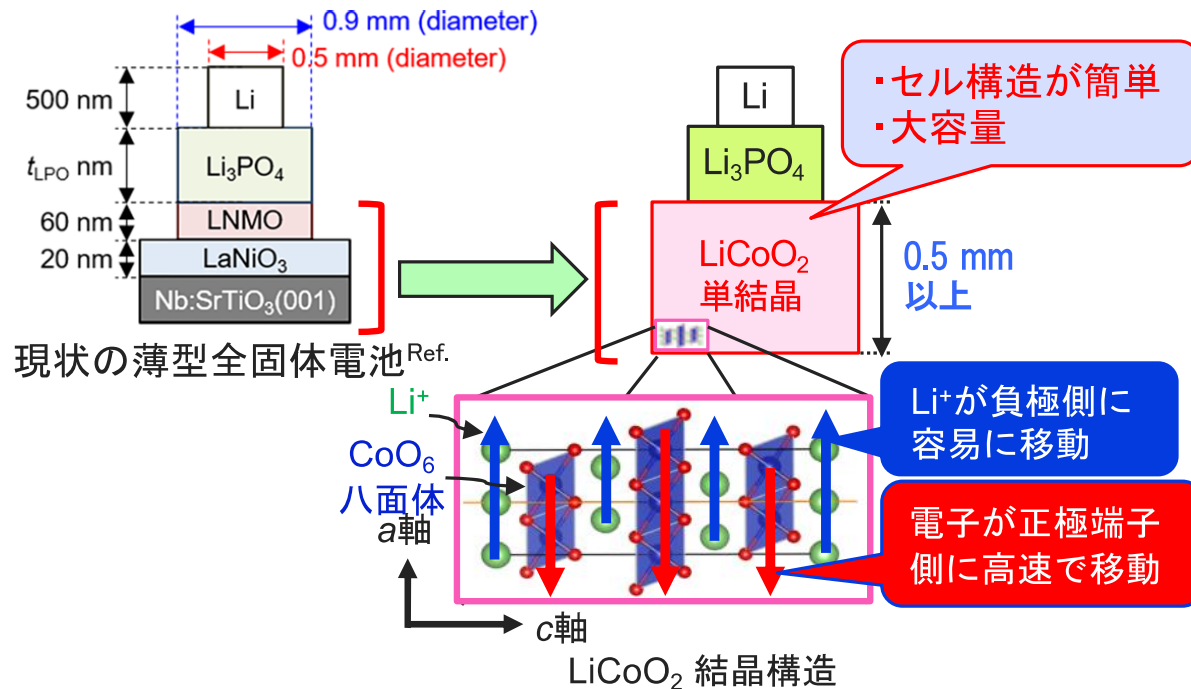 0.9 mm (diameter)
0.5 mm (diameter)
500 nm
Li
tLPO nm
Li3PO4
60 nm
LNMO
20 nm
LaNiO3
Nb:SrTiO3(001)
現状の薄型全固体電池Ref.
・セル構造が簡単
・大容量
Li
Li3PO4
LiCoO2
単結晶
0.5 mm
以上
Li+
CoO6
八面体
a軸
c軸
Li+が負極側に
容易に移動
電子が正極端子
側に高速で移動
LiCoO2 結晶構造